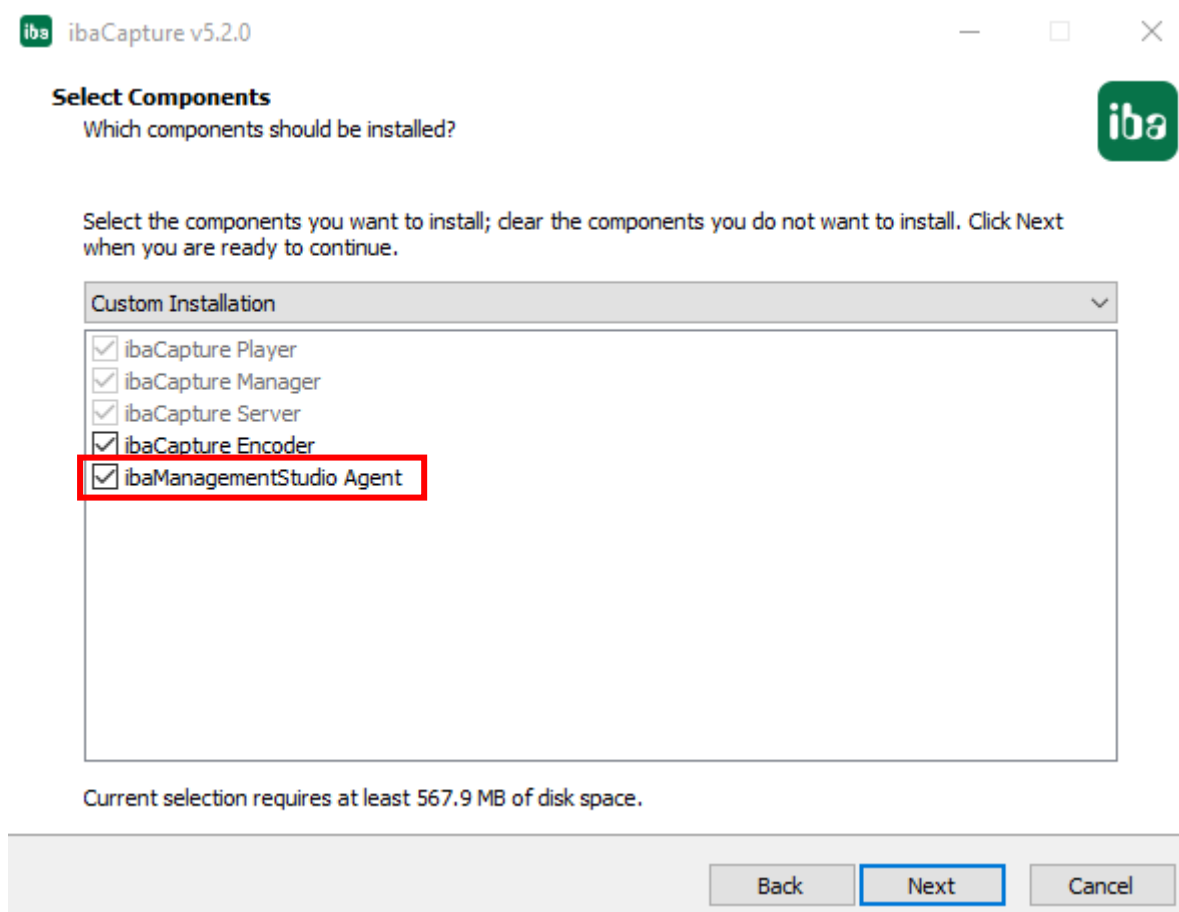 iba ibaCapture v5.2.0
Select Components
Which components should be installed?
iba
Select the components you want to install; clear the components you do not want to install. Click Next
when you are ready to continue.
Custom Installation
ibaCapture Player
ibaCapture Manager
ibaCapture Server
ibaCapture Encoder
ibaManagementStudio Agent
Current selection requires at least 567.9 MB of disk space.
Back Next Cancel